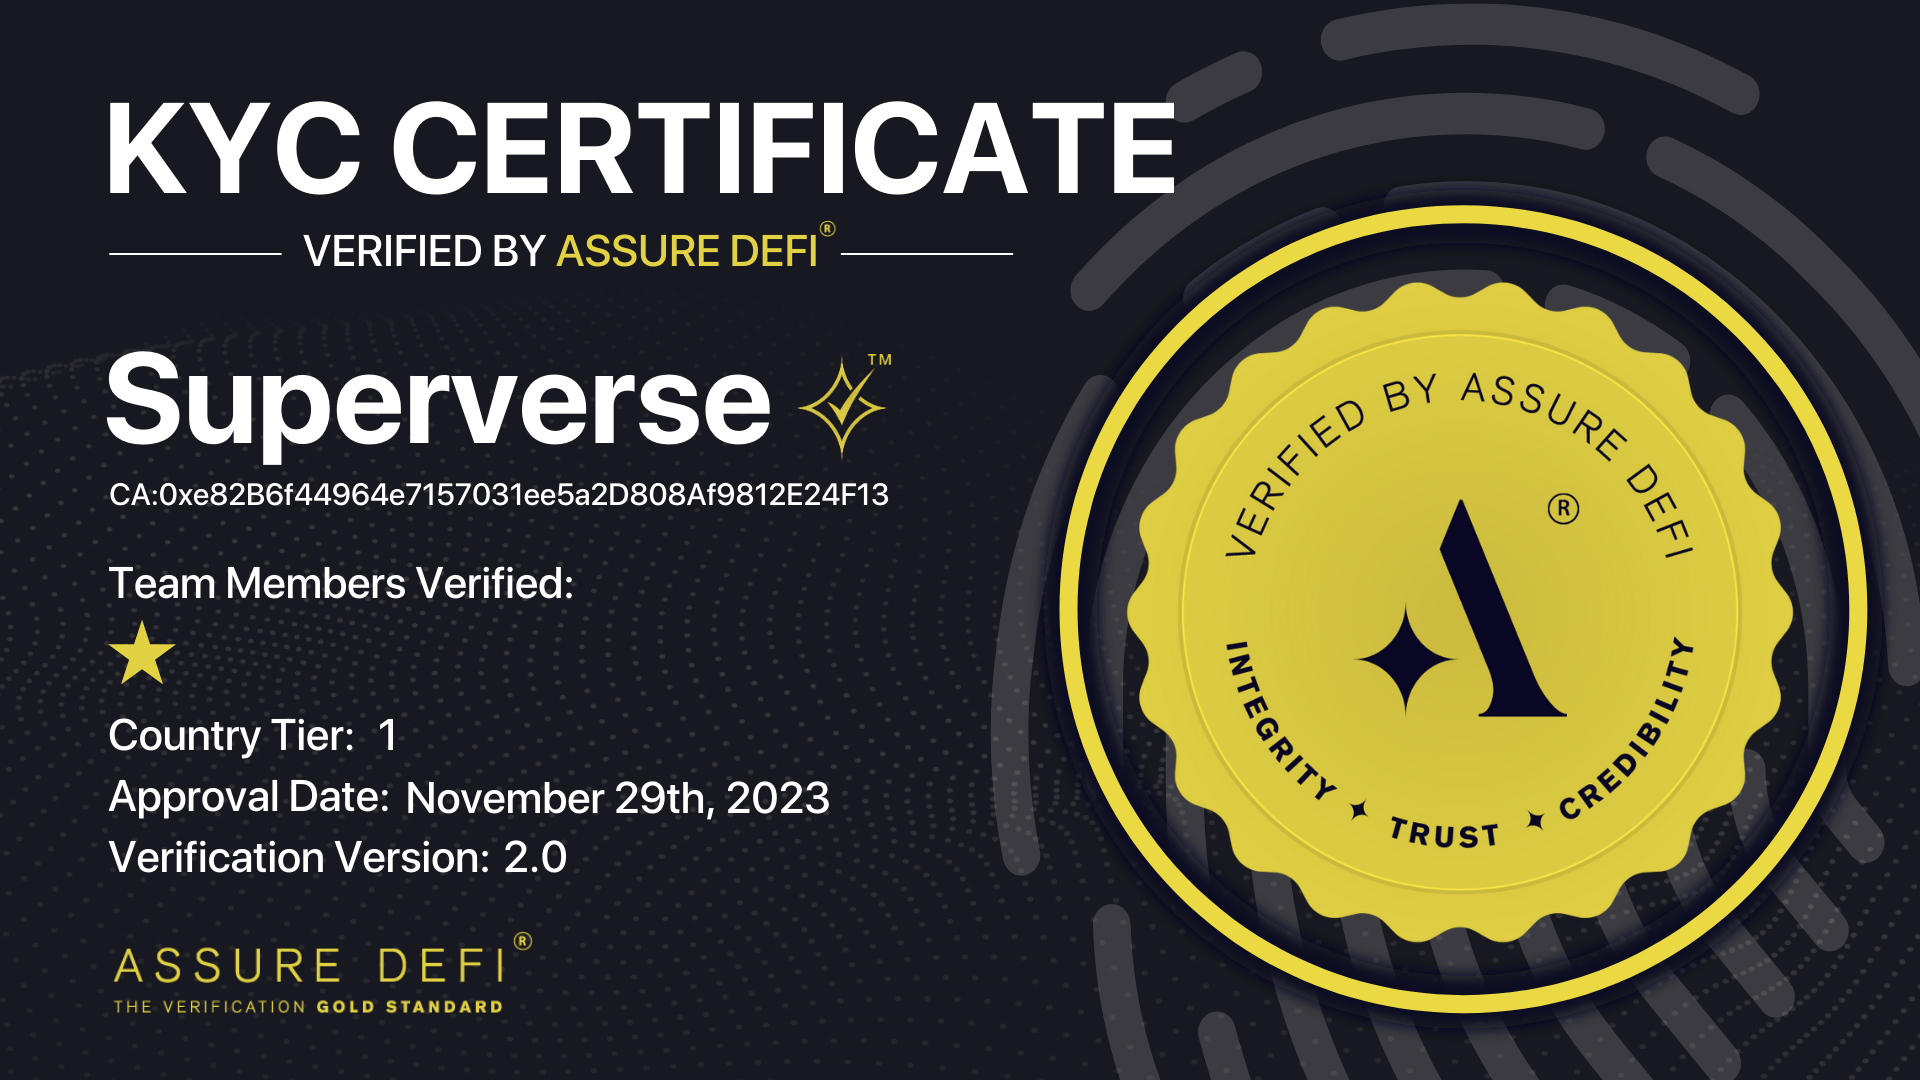 KYC CERTIFICATE
VERIFIED BY ASSURE DEFI®
Superverse ™
CA:0xe82B6f44964e7157031ee5a2D808Af9812E24F13
Team Members Verified:
Country Tier: 1
Approval Date: November 29th, 2023
Verification Version: 2.0
ASSURE DEFI®
THE VERIFICATION GOLD STANDARD
VERIFIED BY ASSURE DEFI
®
INTEGRITY ✦ TRUST ✦ CREDIBILITY